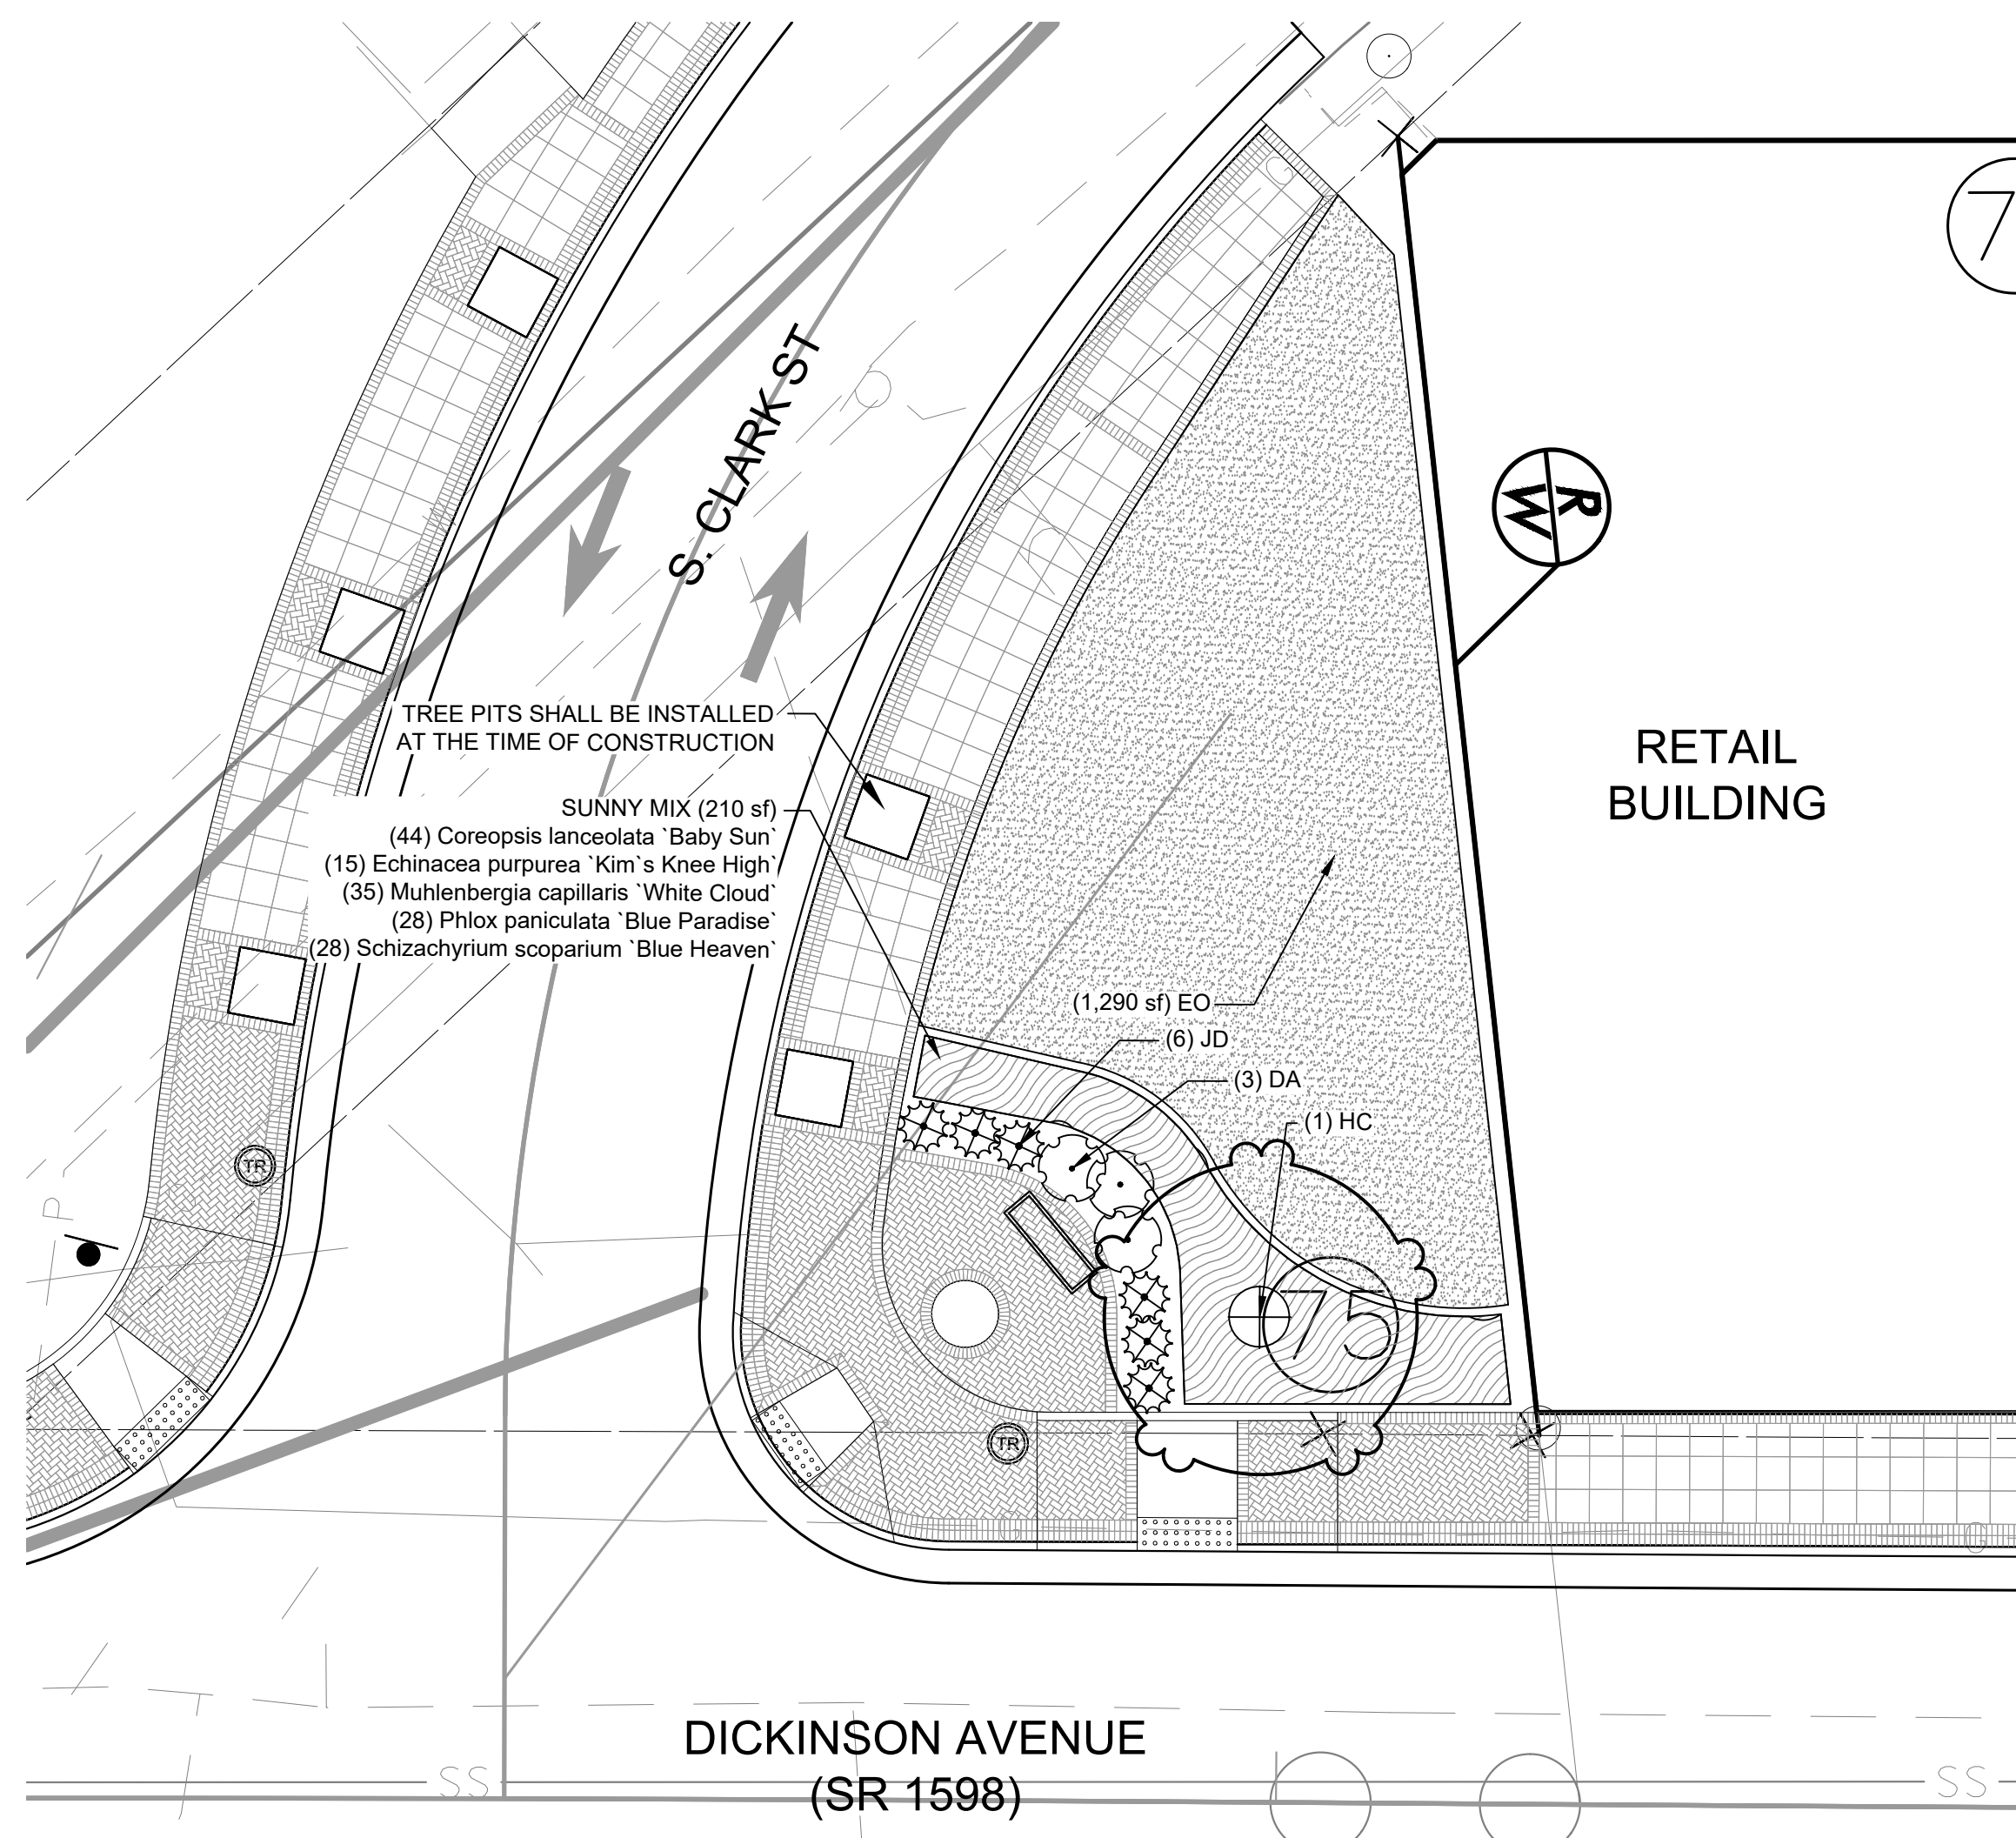 7
S. CLARK ST
R
W
TREE PITS SHALL BE INSTALLED
AT THE TIME OF CONSTRUCTION
RETAIL
BUILDING
SUNNY MIX (210 sf)
(44) Coreopsis lanceolata `Baby Sun`
(15) Echinacea purpurea `Kim`s Knee High`
(35) Muhlenbergia capillaris `White Cloud`
(28) Phlox paniculata `Blue Paradise`
(28) Schizachyrium scoparium `Blue Heaven`
(1,290 sf) EO
(6) JD
(3) DA
(1) HC
TR
75
TR
G
G
DICKINSON AVENUE
(SR 1598)
SS
SS